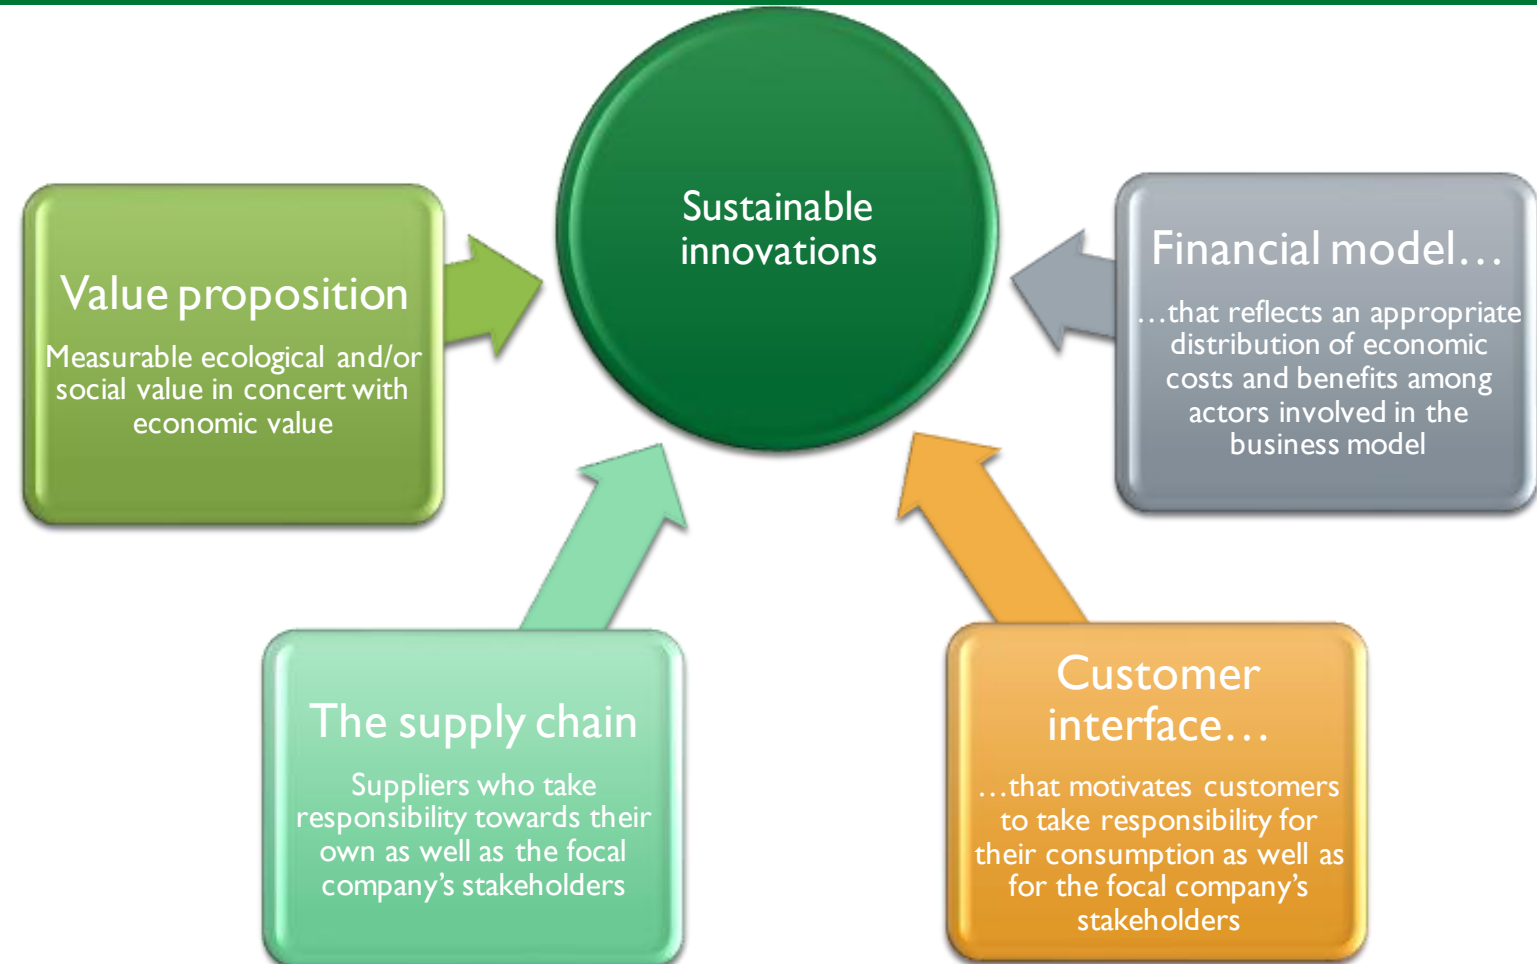 Sustainable
innovations
Value proposition
Measurable ecological and/or
social value in concert with
economic value
Financial model…
…that reflects an appropriate
distribution of economic
costs and benefits among
actors involved in the
business model
The supply chain
Suppliers who take
responsibility towards their
own as well as the focal
company’s stakeholders
Customer
interface…
…that motivates customers
to take responsibility for
their consumption as well as
for the focal company’s
stakeholders